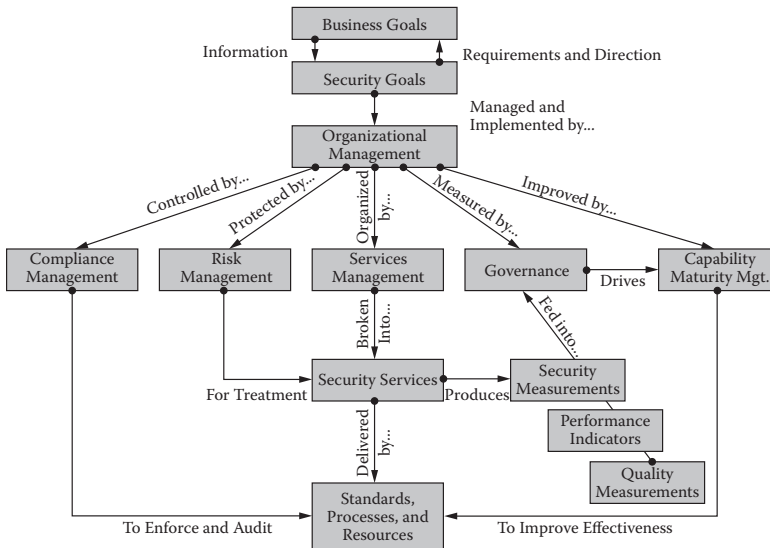 Business Goals
Information
Requirements and Direction
Security Goals
Managed and
Implemented by...
Organizational
Management
Controlled by...
Protected by...
Organized
by...
Measured by...
Improved by...
Compliance
Management
Risk
Management
Services
Management
Governance
Drives
Capability
Maturity Mgt.
Broken
Into...
Fed into...
For Treatment
Security Services
Produces
Security
Measurements
Performance
Indicators
Quality
Measurements
Delivered
by...
Standards,
Processes, and
Resources
To Enforce and Audit
To Improve Effectiveness